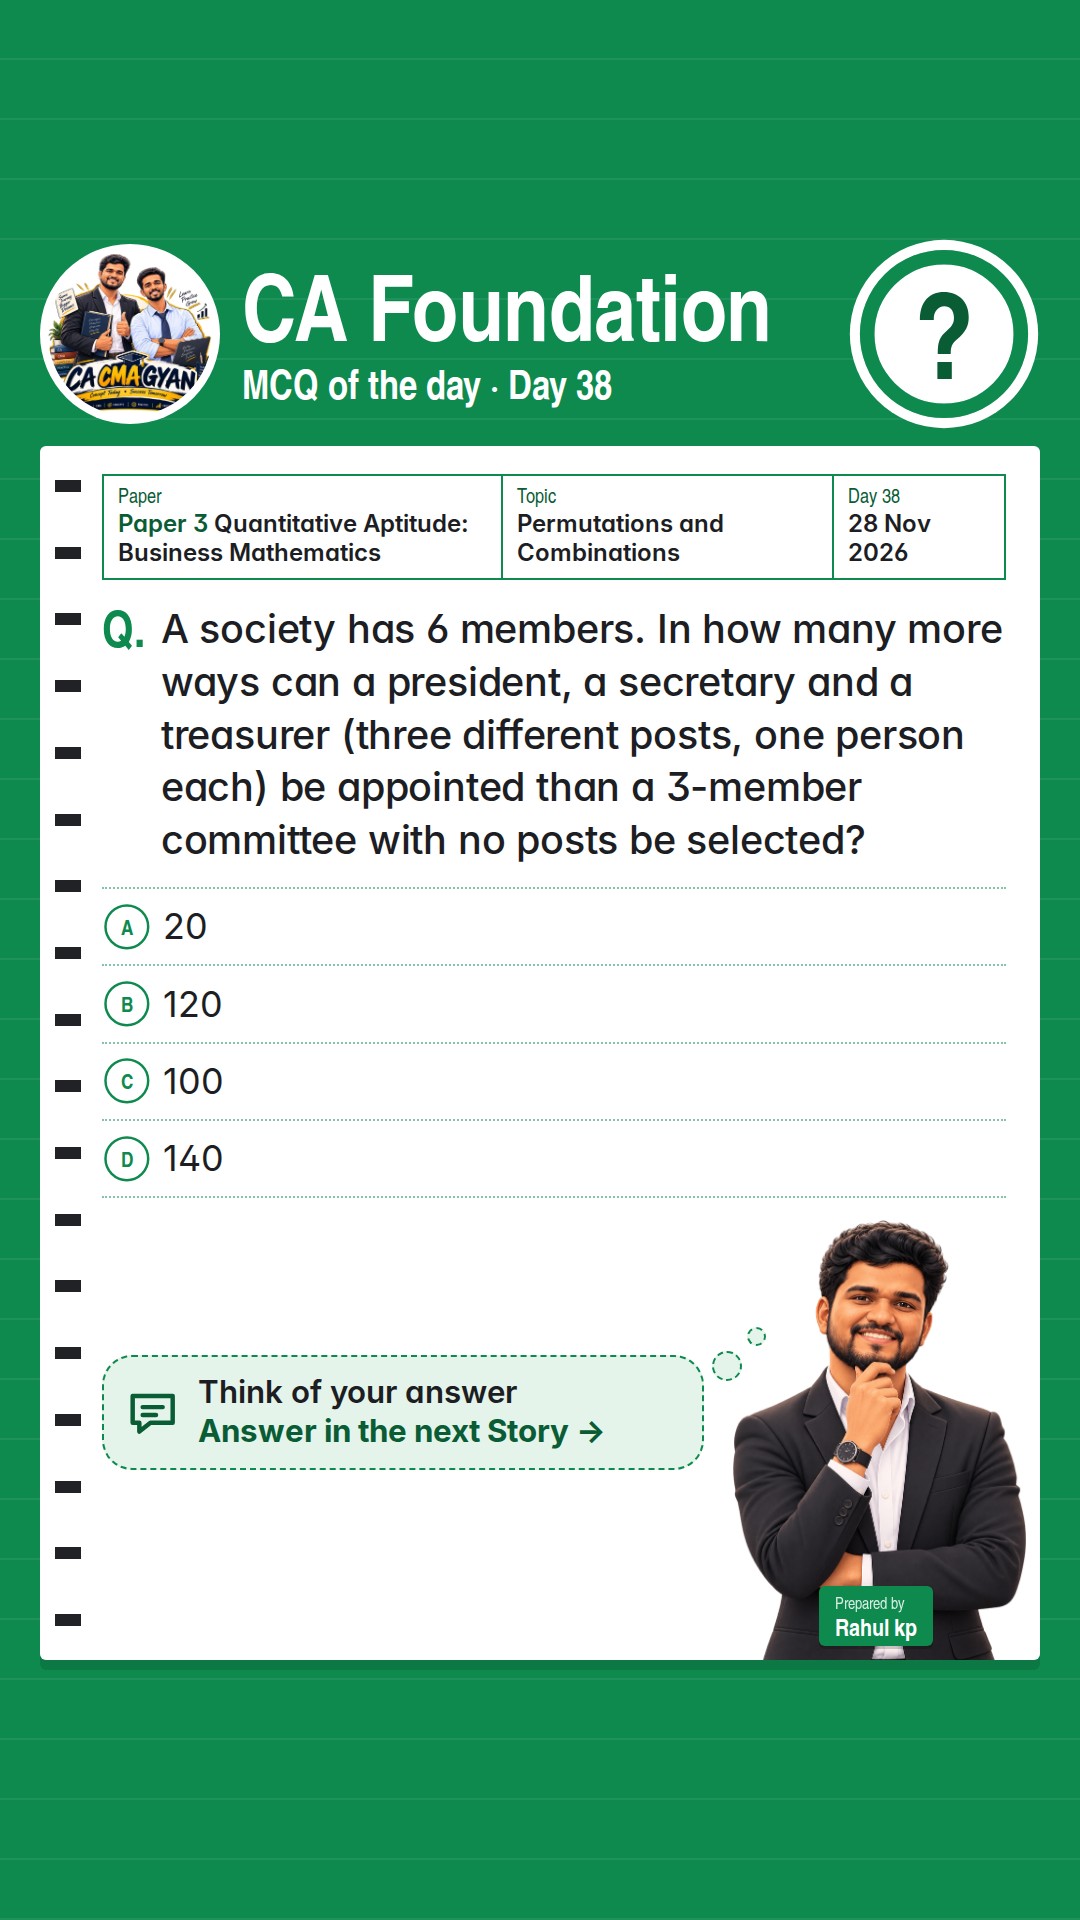 CA Foundation
MCQ of the day · Day 38
?
CA CMA GYAN
Paper
Paper 3 Quantitative Aptitude:
Business Mathematics
Topic
Permutations and
Combinations
Day 38
28 Nov
2026
Q. A society has 6 members. In how many more
ways can a president, a secretary and a
treasurer (three different posts, one person
each) be appointed than a 3-member
committee with no posts be selected?
A 20
B 120
C 100
D 140
Think of your answer
Answer in the next Story →
Prepared by
Rahul kp